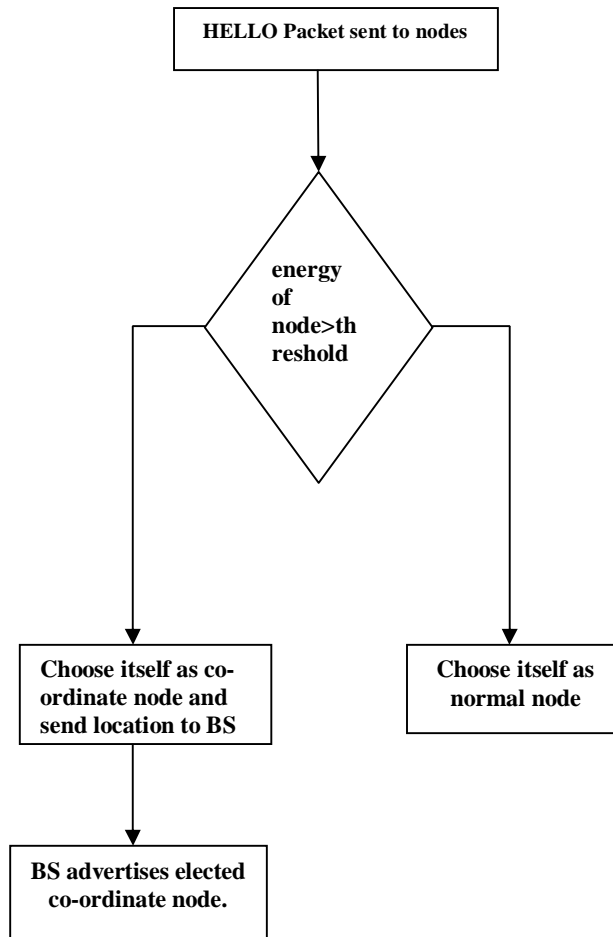 HELLO Packet sent to nodes
energy
of
node>th
reshold
Choose itself as co-
ordinate node and
send location to BS
Choose itself as
normal node
BS advertises elected
co-ordinate node.